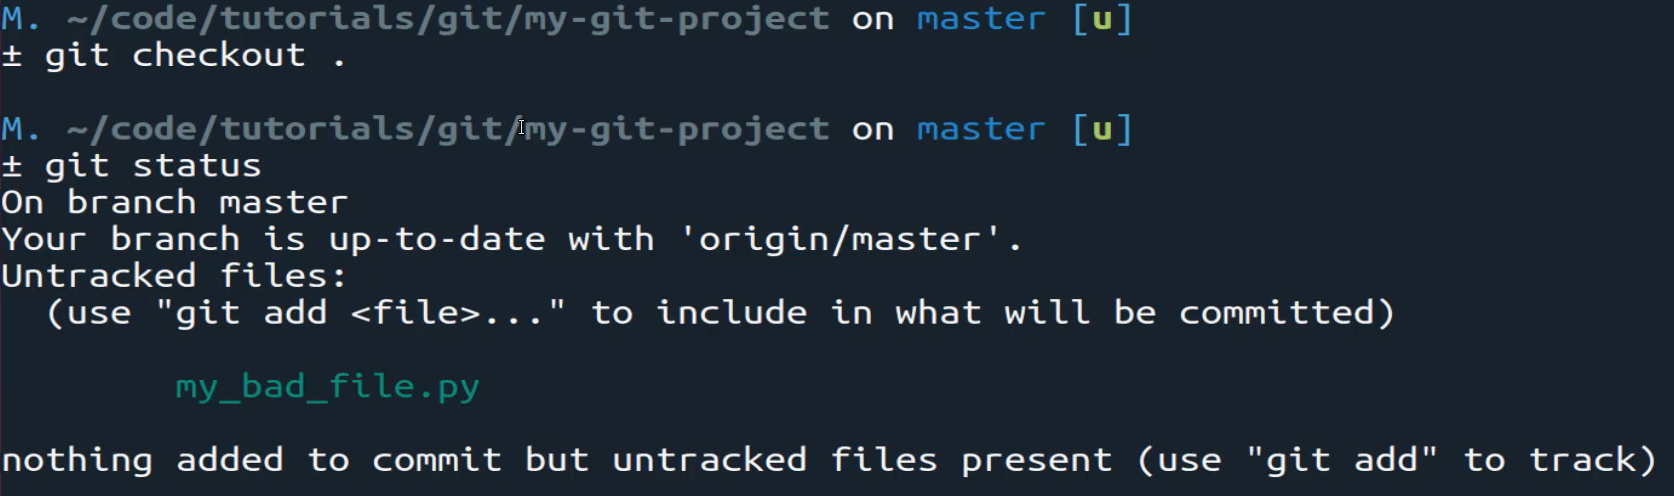 M. ~/code/tutorials/git/my-git-project on master [u]
± git checkout .
M. ~/code/tutorials/git/my-git-project on master [u]
± git status
On branch master
Your branch is up-to-date with 'origin/master'.
Untracked files:
  (use "git add <file>..." to include in what will be committed)
        my_bad_file.py
nothing added to commit but untracked files present (use "git add" to track)